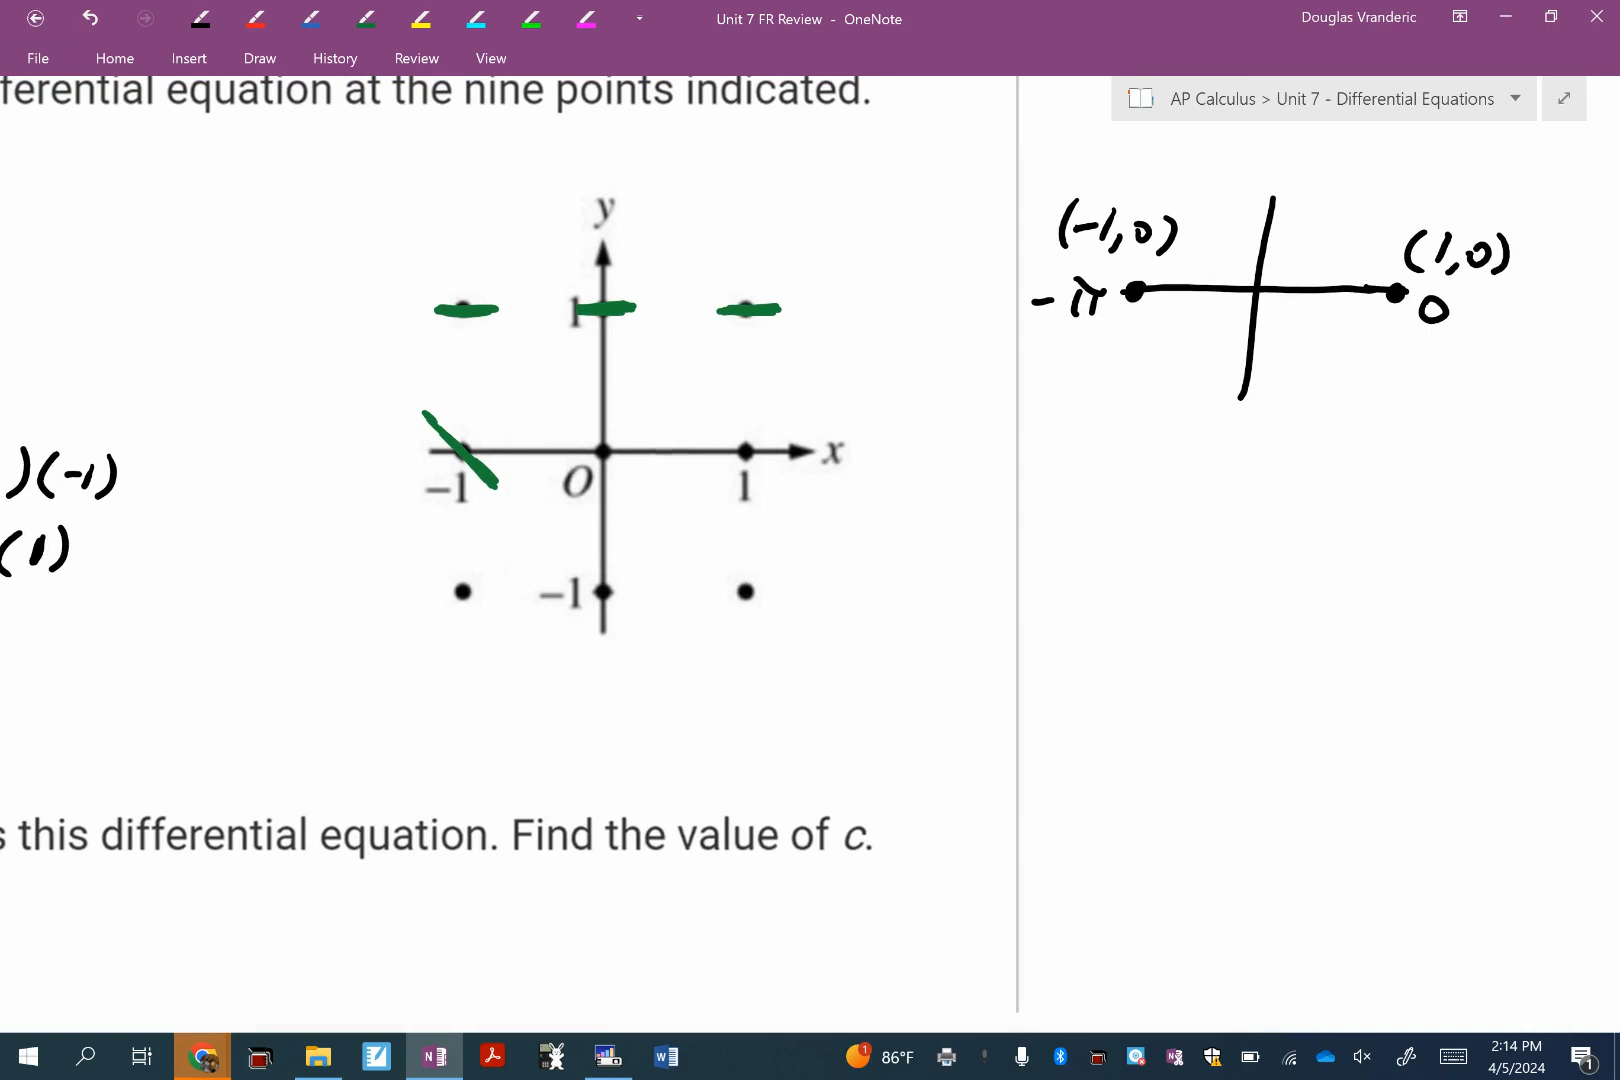 Unit 7 FR Review - OneNote
Douglas Vranderic
File Home Insert Draw History Review View
ferential equation at the nine points indicated.
AP Calculus > Unit 7 - Differential Equations
y
(-1,0)
(1,0)
1
-π
0
x
-1
O
1
)(-1)
(1)
-1
s this differential equation. Find the value of c.
86°F
2:14 PM
4/5/2024